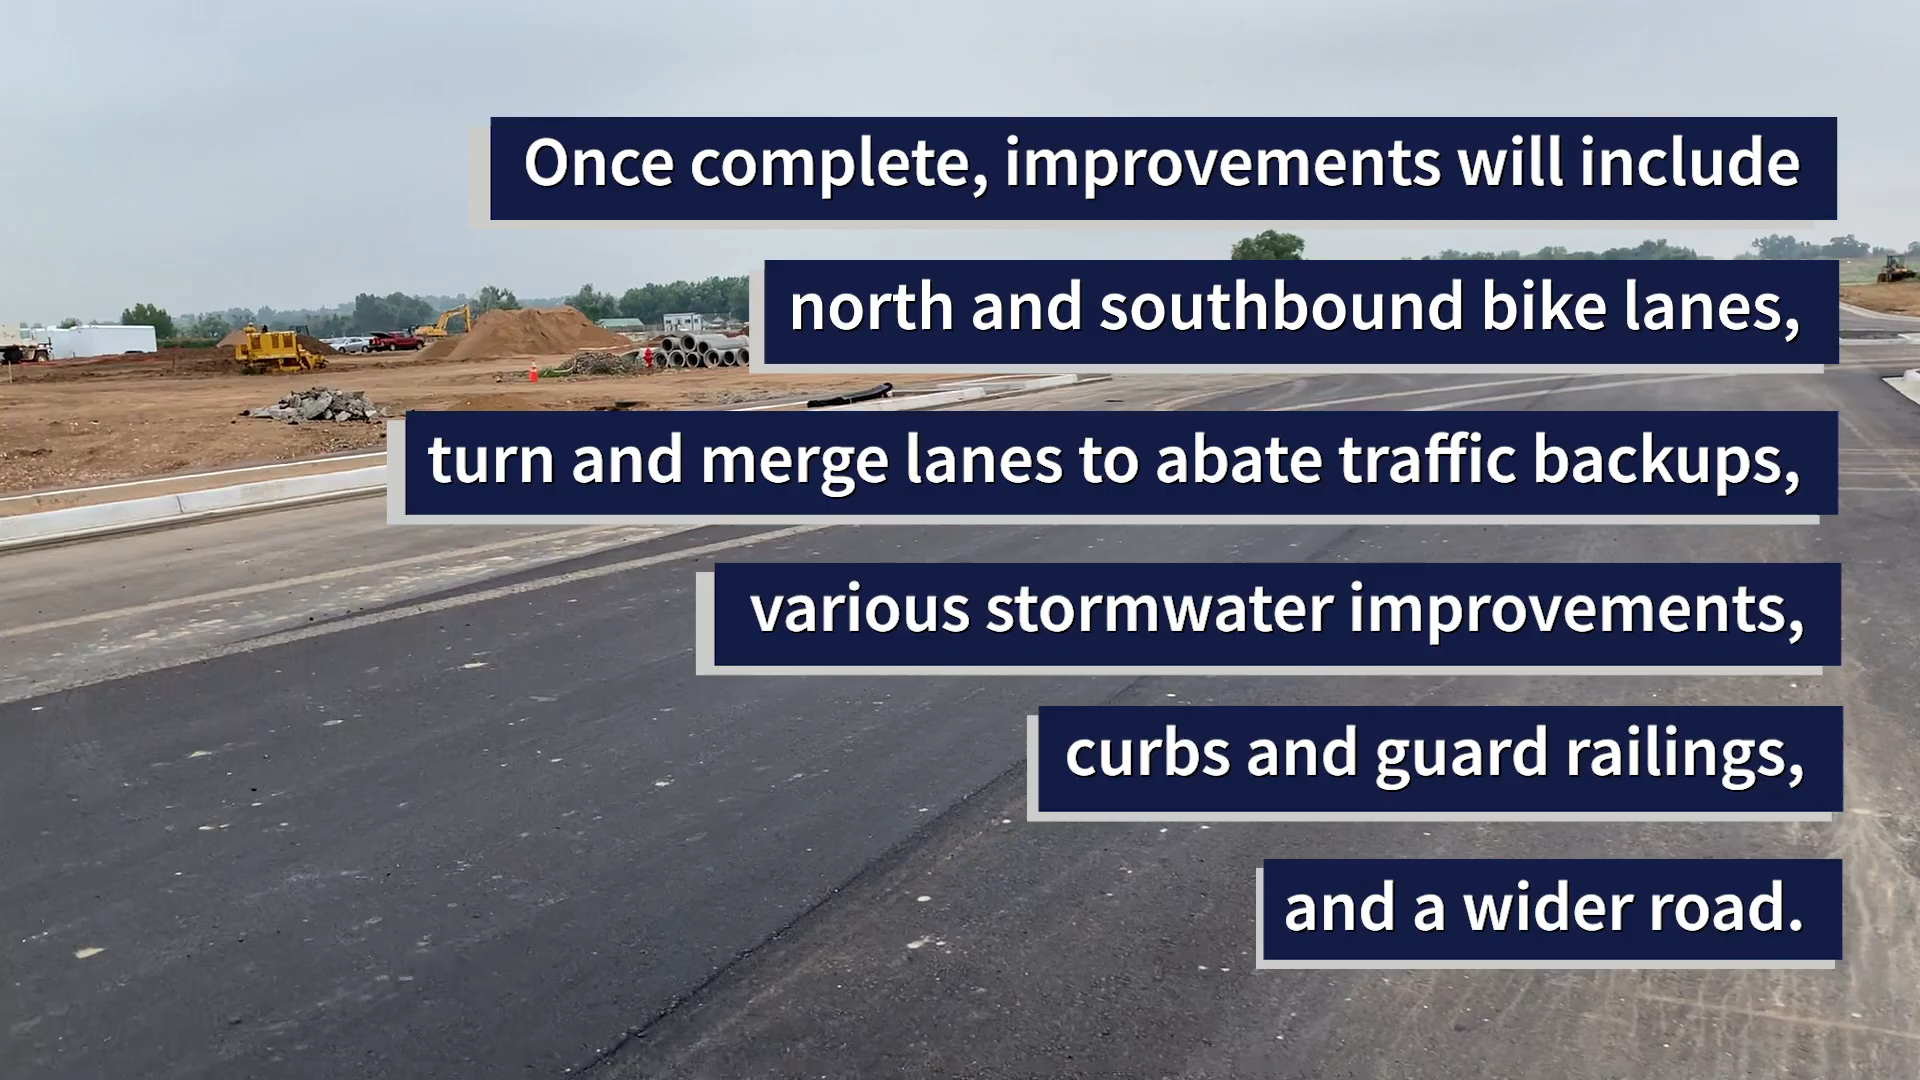 Once complete, improvements will include
north and southbound bike lanes,
turn and merge lanes to abate traffic backups,
various stormwater improvements,
curbs and guard railings,
and a wider road.